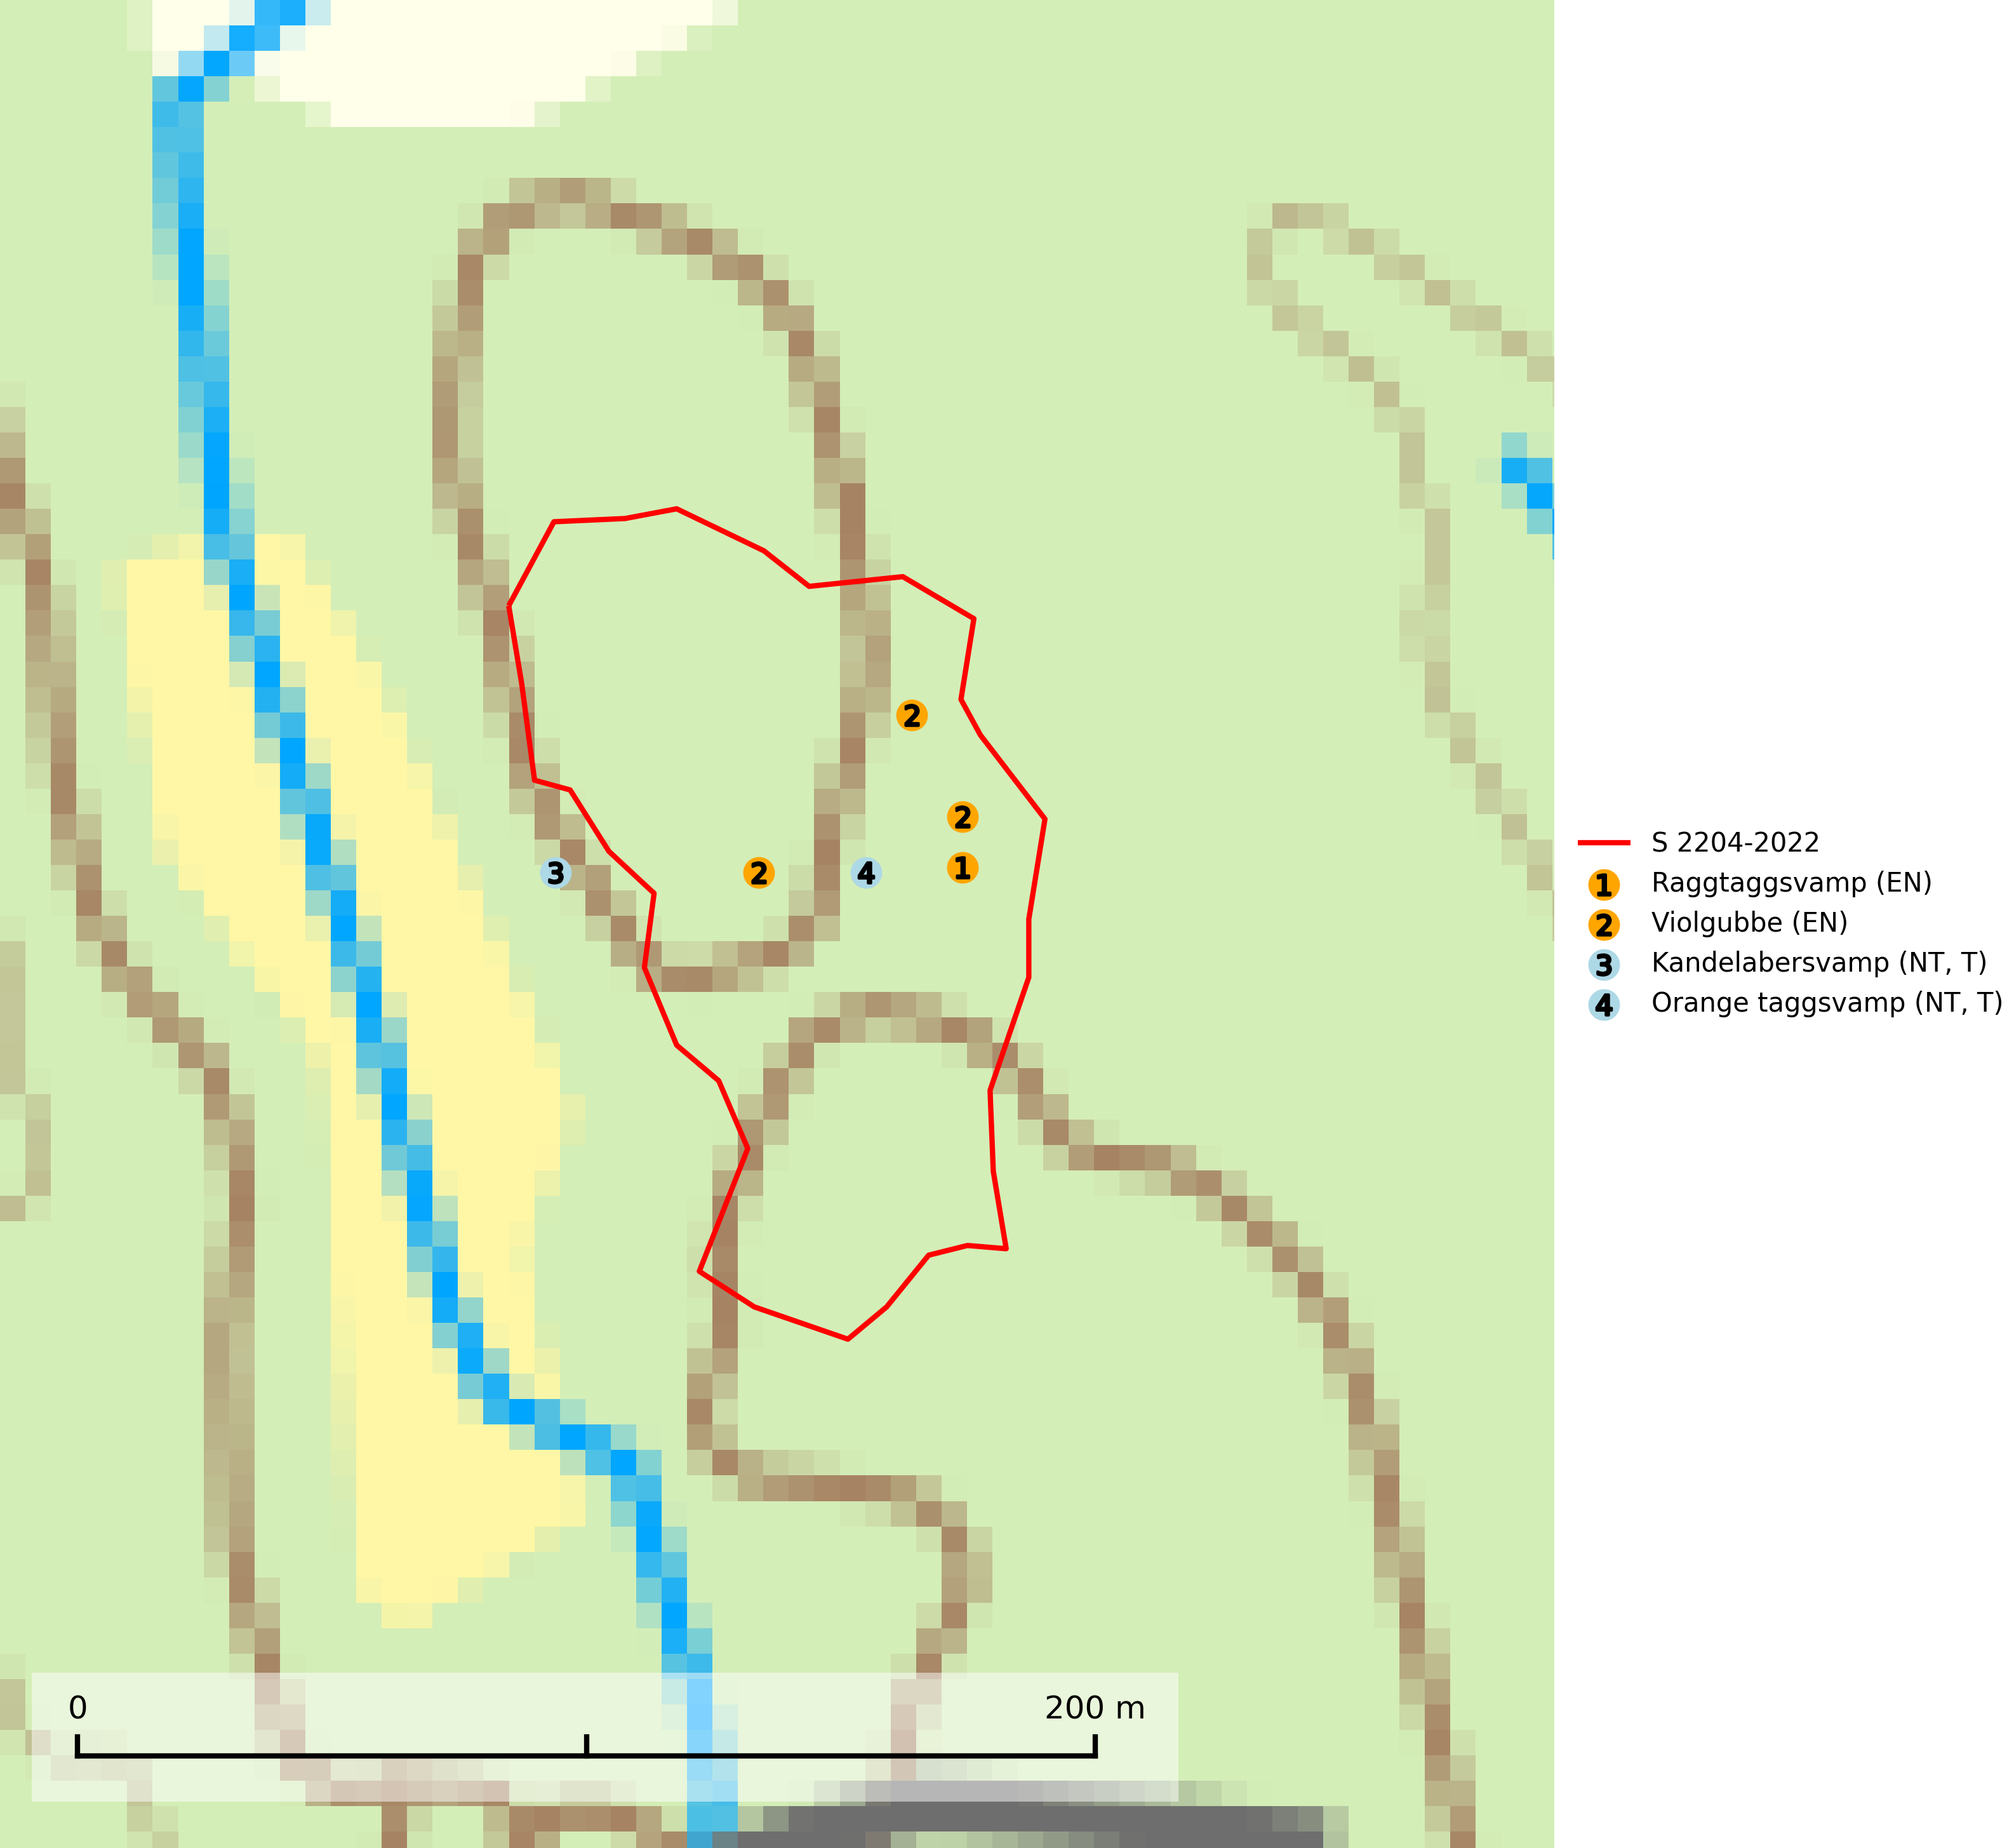 2
2
3
2
4
1
S 2204-2022
1 Raggtaggsvamp (EN)
2 Violgubbe (EN)
3 Kandelabersvamp (NT, T)
4 Orange taggsvamp (NT, T)
0 200 m